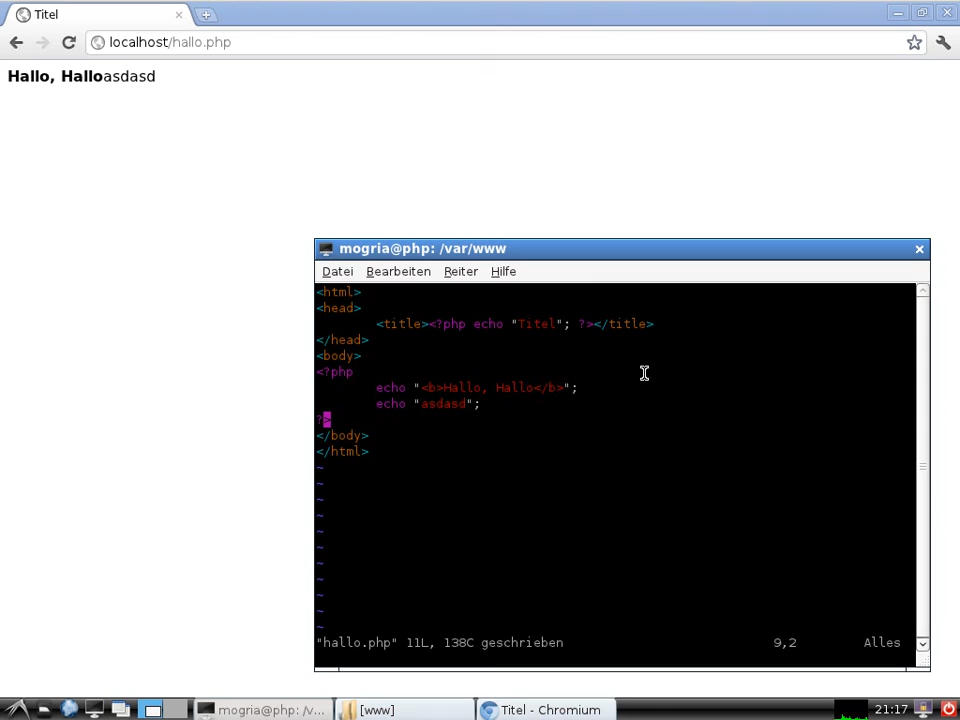 Titel
localhost/hallo.php
Hallo, Halloasdasd
mogria@php: /var/www
Datei Bearbeiten Reiter Hilfe
<html>
<head>
<title><?php echo "Titel"; ?></title>
</head>
<body>
<?php
echo "<b>Hallo, Hallo</b>";
echo "asdasd";
?>
</body>
</html>
~
~
~
~
~
~
~
~
~
~
~
"hallo.php" 11L, 138C geschrieben 9,2 Alles
mogria@php: /v... [www] Titel - Chromium 21:17